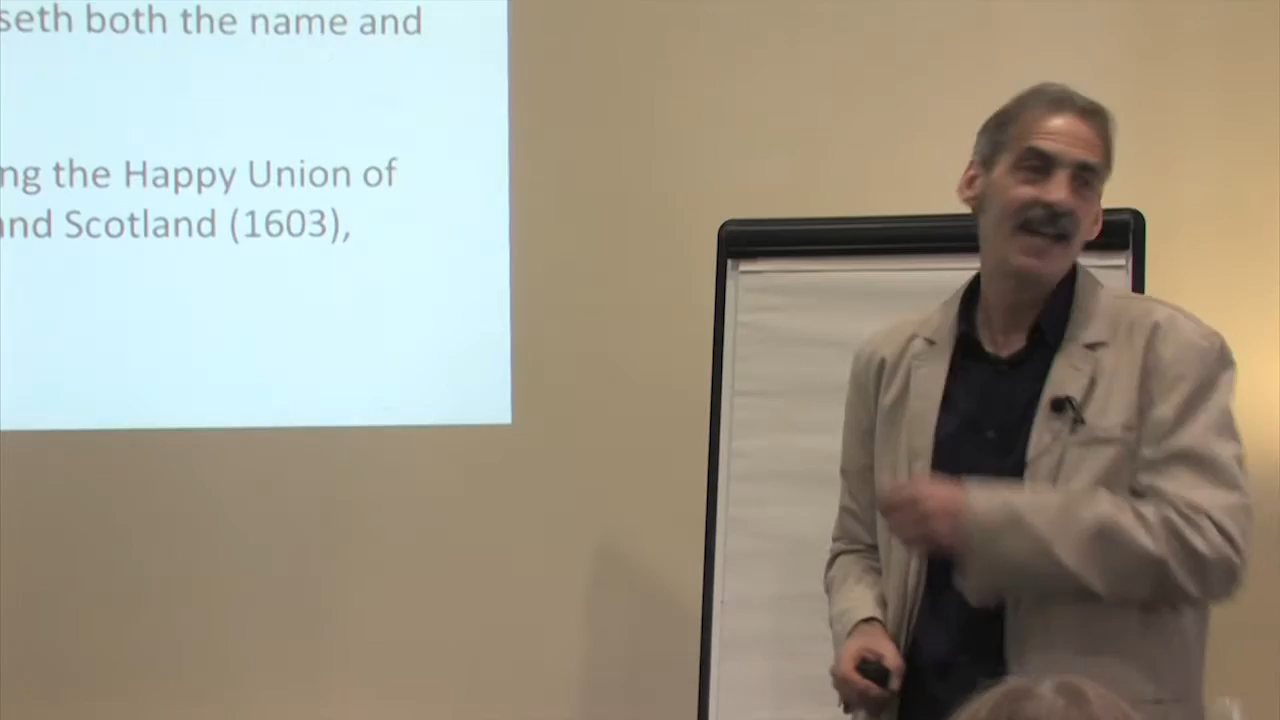 seth both the name and
ng the Happy Union of
nd Scotland (1603),